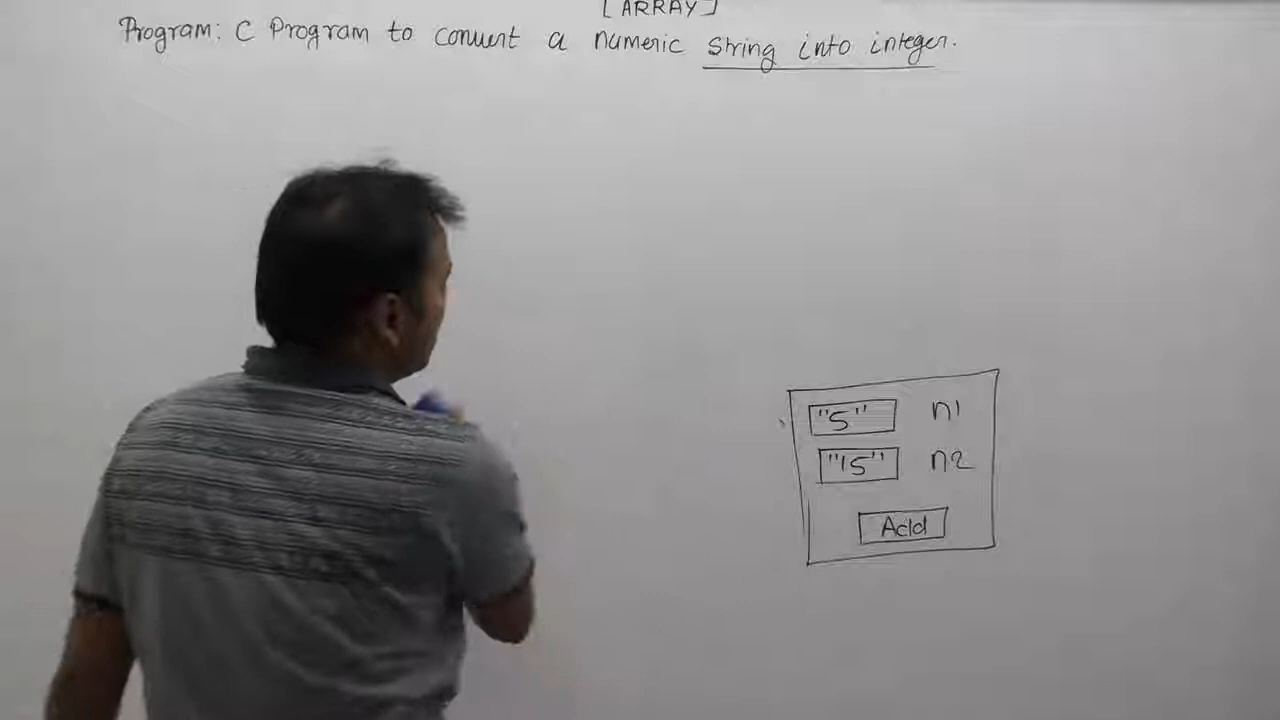 [ARRAY]
Program: C Program to convert a numeric string into integer.
"5" n1
"15" n2
Add